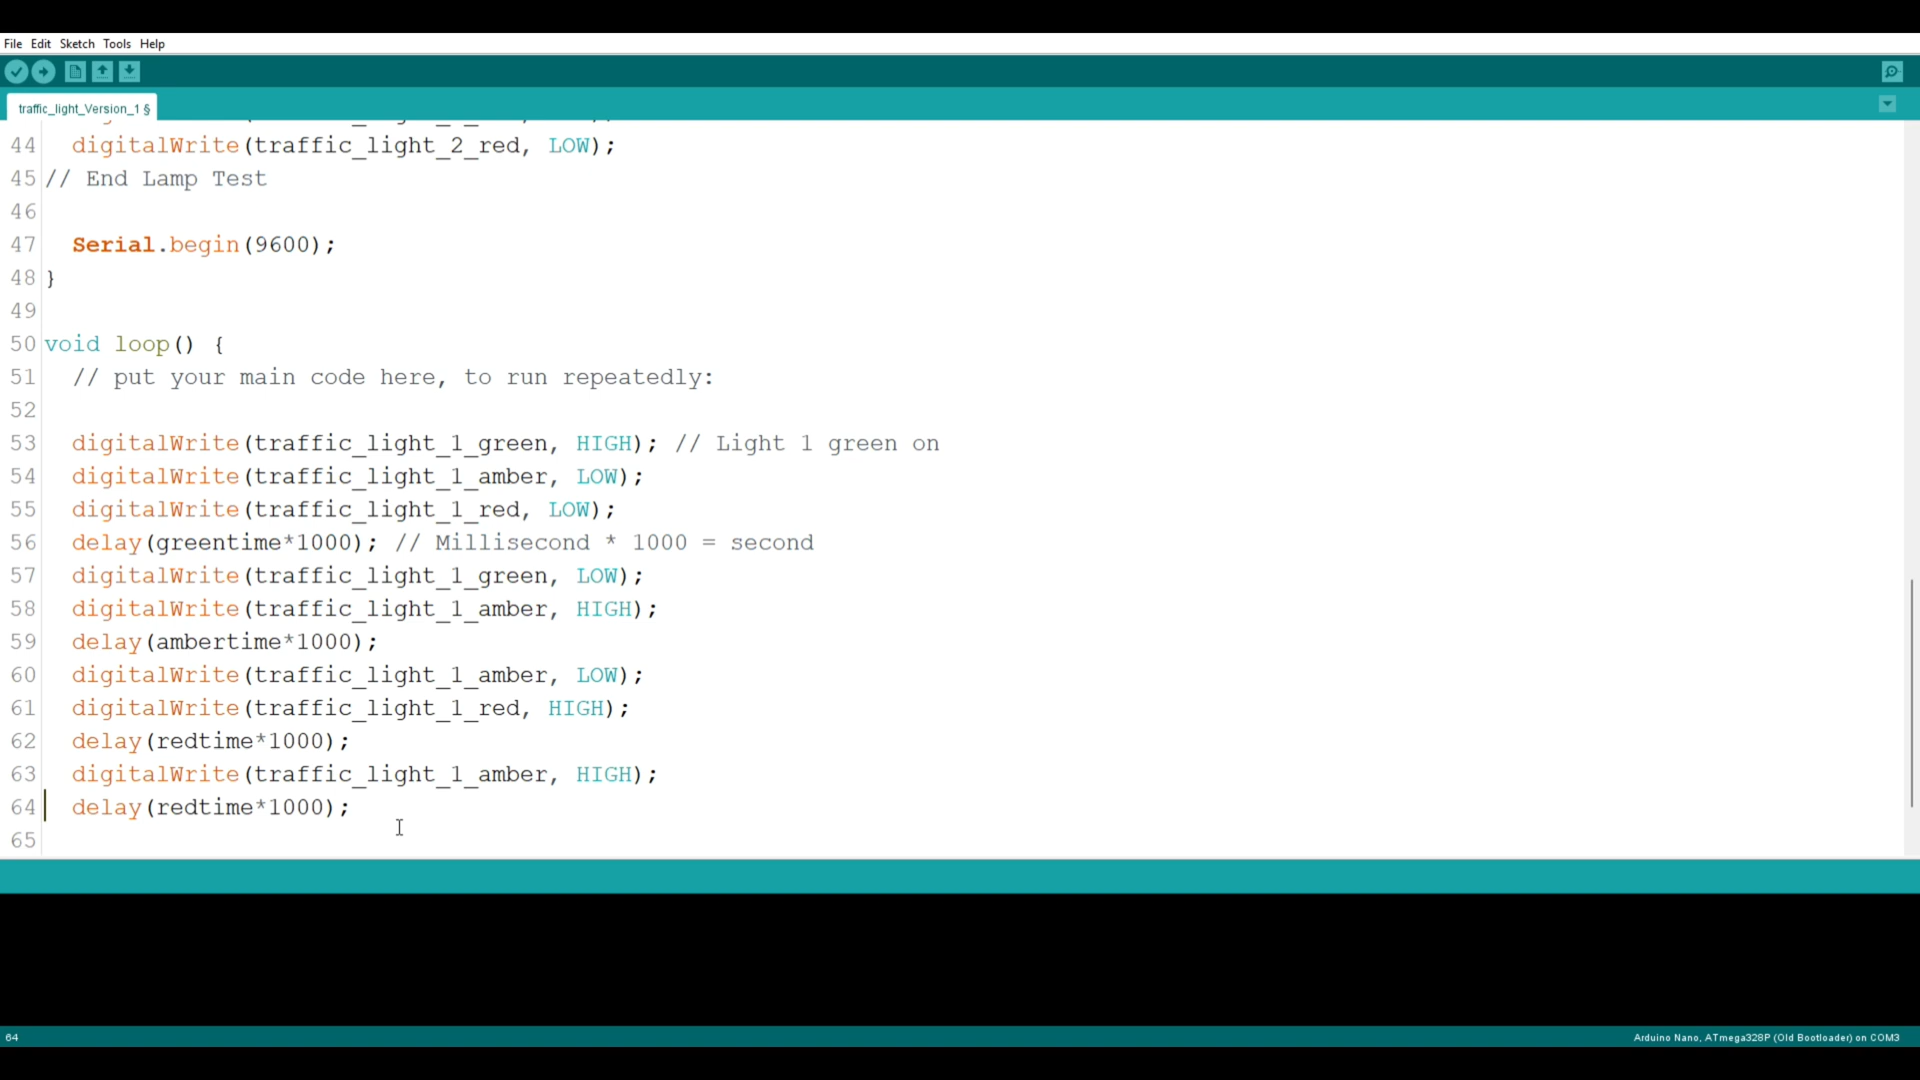 File Edit Sketch Tools Help
traffic_light_Version_1 §
44 digitalWrite(traffic_light_2_red, LOW);
45 // End Lamp Test
46
47 Serial.begin(9600);
48 }
49
50 void loop() {
51 // put your main code here, to run repeatedly:
52
53 digitalWrite(traffic_light_1_green, HIGH); // Light 1 green on
54 digitalWrite(traffic_light_1_amber, LOW);
55 digitalWrite(traffic_light_1_red, LOW);
56 delay(greentime*1000); // Millisecond * 1000 = second
57 digitalWrite(traffic_light_1_green, LOW);
58 digitalWrite(traffic_light_1_amber, HIGH);
59 delay(ambertime*1000);
60 digitalWrite(traffic_light_1_amber, LOW);
61 digitalWrite(traffic_light_1_red, HIGH);
62 delay(redtime*1000);
63 digitalWrite(traffic_light_1_amber, HIGH);
64 delay(redtime*1000);
65
64 Arduino Nano, ATmega328P (Old Bootloader) on COM3